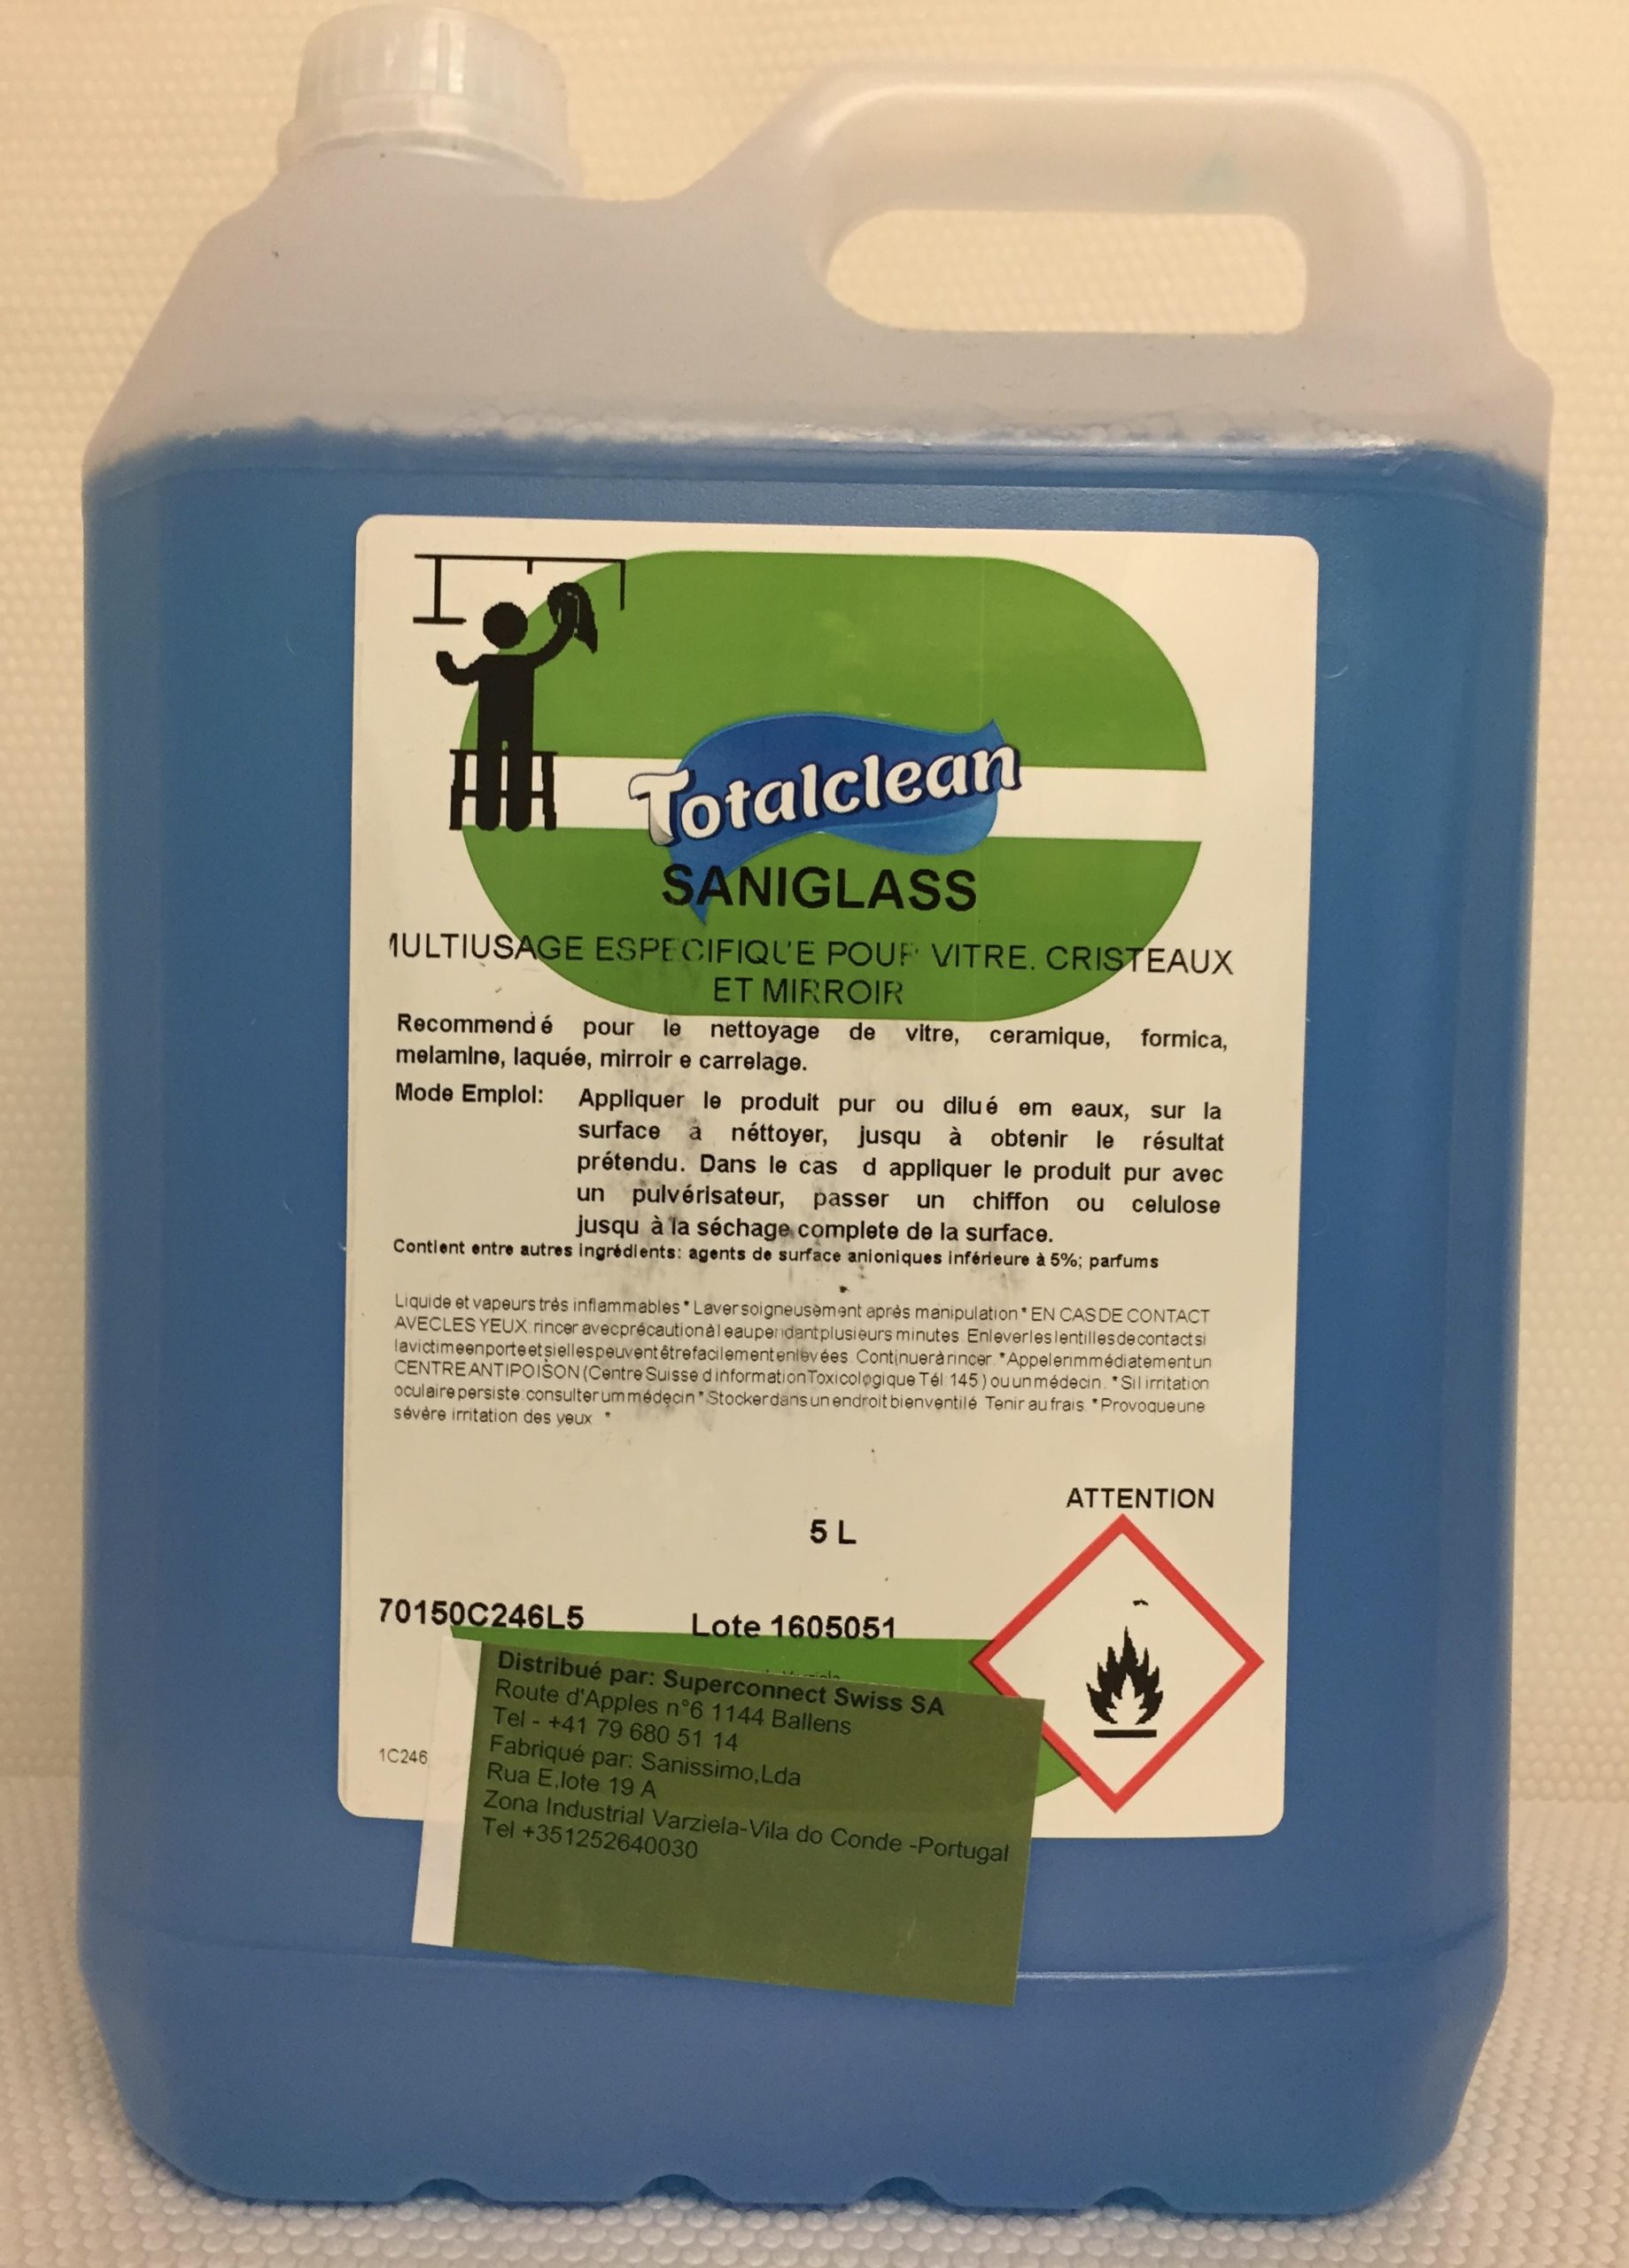 Totalclean
SANIGLASS
MULTIUSAGE ESPECIFIQUE POUR VITRE. CRISTEAUX
ET MIRROIR
Recommendé pour le nettoyage de vitre, ceramique, formica,
melamine, laquée, mirroir e carrelage.
Mode Emploi: Appliquer le produit pur ou dilué em eaux, sur la
surface à néttoyer, jusqu à obtenir le résultat
prétendu. Dans le cas d appliquer le produit pur avec
un pulvérisateur, passer un chiffon ou celulose
jusqu à la séchage complete de la surface.
Contient entre autres ingrédients: agents de surface anioniques inférieure à 5%; parfums
Liquide et vapeurs très inflammables * Laver soigneusement après manipulation * EN CAS DE CONTACT
AVEC LES YEUX: rincer avec précaution à l eau pendant plusieurs minutes. Enlever les lentilles de contact si
la victime en porte et si elles peuvent être facilement enlevées. Continuer à rincer. * Appeler immédiatement un
CENTRE ANTIPOISON (Centre Suisse d information Toxicologique Tél: 145 ) ou un médecin. * Si l irritation
oculaire persiste: consulter um médecin * Stocker dans un endroit bien ventilé. Tenir au frais. * Provoque une
sévère irritation des yeux. *
ATTENTION
5 L
70150C246L5 Lote 1605051
Distribué par: Superconnect Swiss SA
Route d'Apples n°6 1144 Ballens
Tel - +41 79 680 51 14
Fabriqué par: Sanissimo,Lda
Rua E,lote 19 A
Zona Industrial Varziela-Vila do Conde -Portugal
Tel +351252640030
1C246